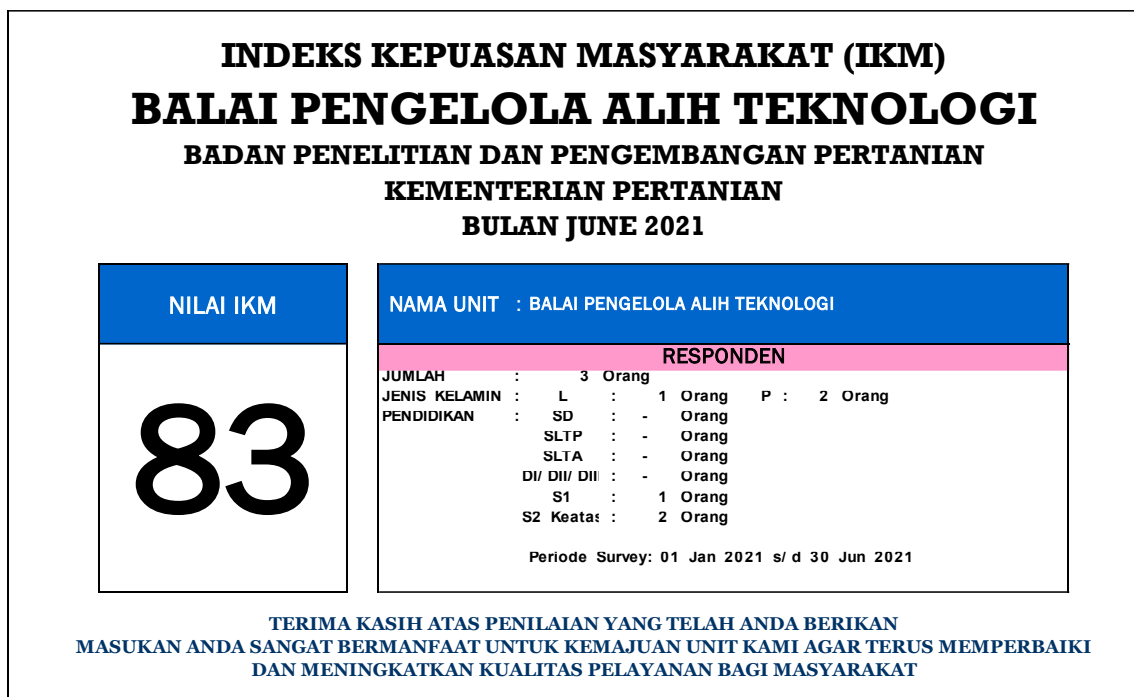 INDEKS KEPUASAN MASYARAKAT (IKM)
BALAI PENGELOLA ALIH TEKNOLOGI
BADAN PENELITIAN DAN PENGEMBANGAN PERTANIAN
KEMENTERIAN PERTANIAN
BULAN JUNE 2021
NILAI IKM
83
NAMA UNIT : BALAI PENGELOLA ALIH TEKNOLOGI
RESPONDEN
JUMLAH : 3 Orang
JENIS KELAMIN : L : 1 Orang P : 2 Orang
PENDIDIKAN : SD : - Orang
SLTP : - Orang
SLTA : - Orang
DI/ DII/ DII : - Orang
S1 : 1 Orang
S2 Keatas : 2 Orang
Periode Survey: 01 Jan 2021 s/ d 30 Jun 2021
TERIMA KASIH ATAS PENILAIAN YANG TELAH ANDA BERIKAN
MASUKAN ANDA SANGAT BERMANFAAT UNTUK KEMAJUAN UNIT KAMI AGAR TERUS MEMPERBAIKI
DAN MENINGKATKAN KUALITAS PELAYANAN BAGI MASYARAKAT